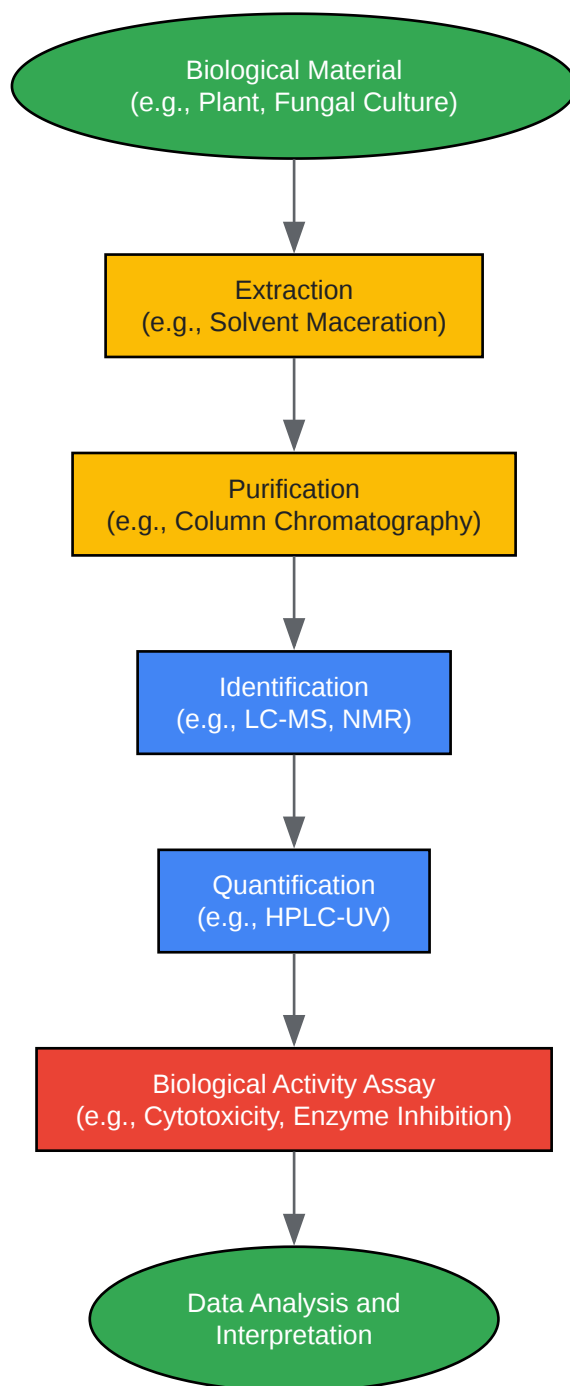 Biological Material
(e.g., Plant, Fungal Culture)
Extraction
(e.g., Solvent Maceration)
Purification
(e.g., Column Chromatography)
Identification
(e.g., LC-MS, NMR)
Quantification
(e.g., HPLC-UV)
Biological Activity Assay
(e.g., Cytotoxicity, Enzyme Inhibition)
Data Analysis and
Interpretation